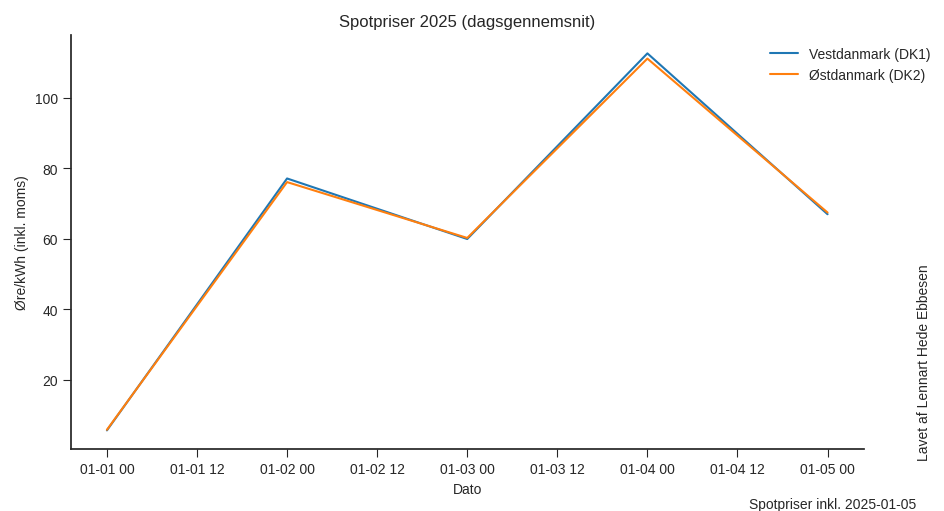 Spotpriser 2025 (dagsgennemsnit)
Vestdanmark (DK1)
Østdanmark (DK2)
Øre/kWh (inkl. moms)
100
80
60
40
20
01-01 00
01-01 12
01-02 00
01-02 12
01-03 00
01-03 12
01-04 00
01-04 12
01-05 00
Dato
Lavet af Lennart Hede Ebbesen
Spotpriser inkl. 2025-01-05